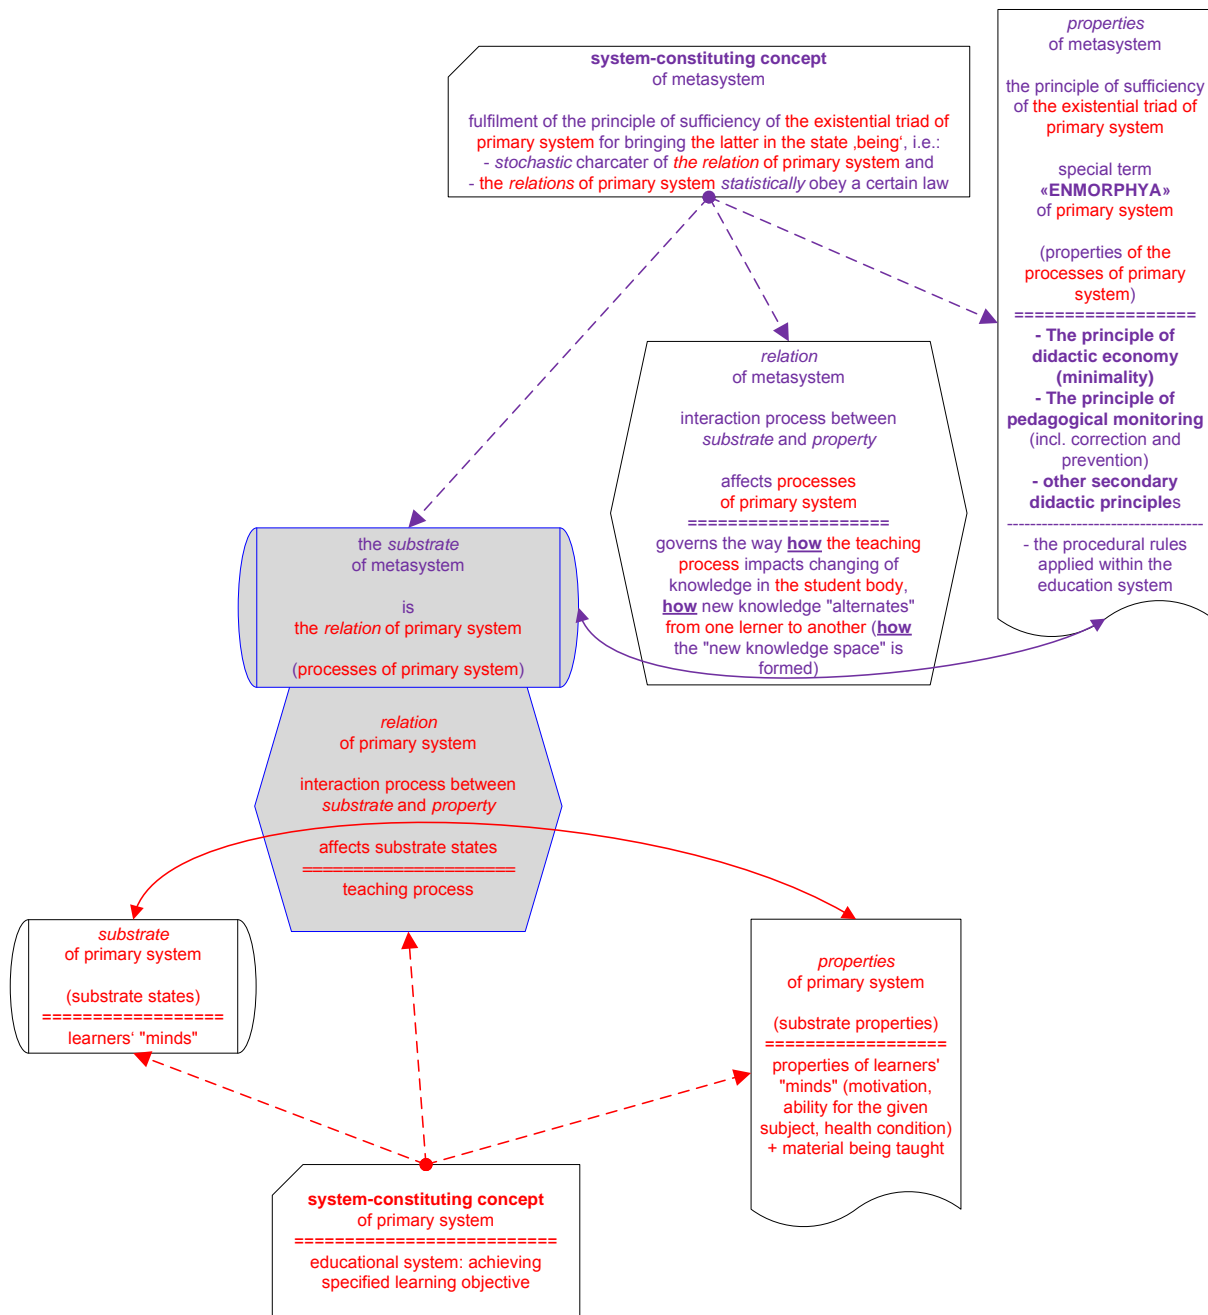 system-constituting concept
of metasystem
fulfilment of the principle of sufficiency of the existential triad of
primary system for bringing the latter in the state ‚being‘, i.e.:
- stochastic charcater of the relation of primary system and
- the relations of primary system statistically obey a certain law
properties
of metasystem
the principle of sufficiency
of the existential triad of
primary system
special term
«ENMORPHYA»
of primary system
(properties of the
processes of primary
system)
===================
- The principle of
didactic economy
(minimality)
- The principle of
pedagogical monitoring
(incl. correction and
prevention)
- other secondary
didactic principles
----------------------------------
- the procedural rules
applied within the
education system
relation
of metasystem
interaction process between
substrate and property
affects processes
of primary system
=====================
governs the way how the teaching
process impacts changing of
knowledge in the student body,
how new knowledge "alternates"
from one lerner to another (how
the "new knowledge space" is
formed)
the substrate
of metasystem
is
the relation of primary system
(processes of primary system)
relation
of primary system
interaction process between
substrate and property
affects substrate states
======================
teaching process
substrate
of primary system
(substrate states)
===================
learners‘ "minds"
properties
of primary system
(substrate properties)
===================
properties of learners'
"minds" (motivation,
ability for the given
subject, health condition)
+ material being taught
system-constituting concept
of primary system
===========================
educational system: achieving
specified learning objective